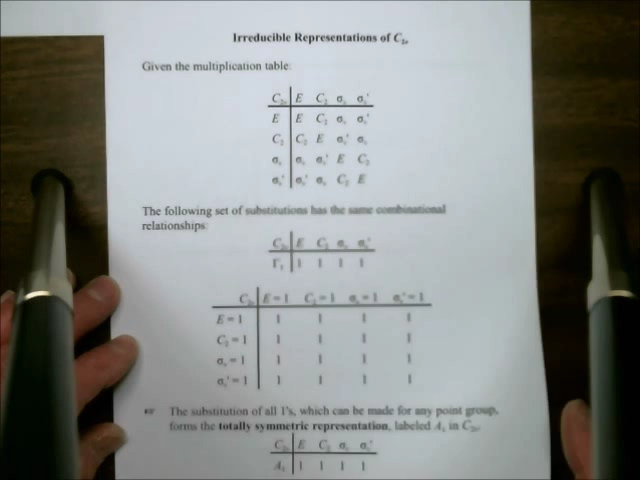 Irreducible Representations of C₂ᵥ
Given the multiplication table:
C₂ᵥ E C₂ σᵥ σᵥ'
E E C₂ σᵥ σᵥ'
C₂ C₂ E σᵥ' σᵥ
σᵥ σᵥ σᵥ' E C₂
σᵥ' σᵥ' σᵥ C₂ E
The following set of substitutions has the same combinational
relationships:
C₂ᵥ E C₂ σᵥ σᵥ'
Γ₁ 1 1 1 1
C₂ᵥ E = 1 C₂ = 1 σᵥ = 1 σᵥ' = 1
E = 1 1 1 1 1
C₂ = 1 1 1 1 1
σᵥ = 1 1 1 1 1
σᵥ' = 1 1 1 1 1
☞ The substitution of all 1's, which can be made for any point group,
forms the totally symmetric representation, labeled A₁ in C₂ᵥ.
C₂ᵥ E C₂ σᵥ σᵥ'
A₁ 1 1 1 1